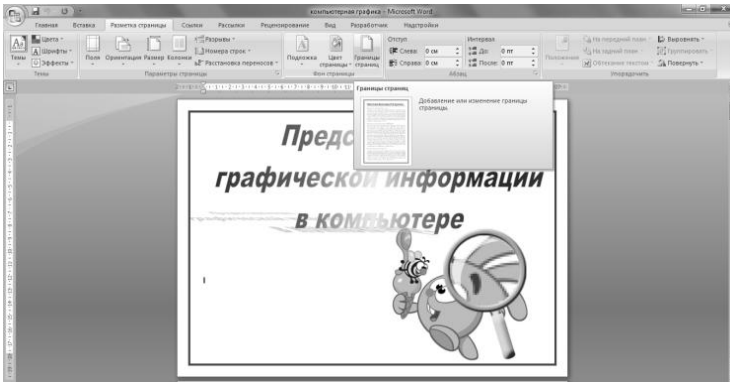 компьютерная графика - Microsoft Word
Главная Вставка Разметка страницы Ссылки Рассылки Рецензирование Вид Разработчик Надстройки
Темы
Цвета
Шрифты
Эффекты
Темы
Поля Ориентация Размер Колонки
Разрывы
Номера строк
Расстановка переносов
Параметры страницы
Подложка Цвет страницы Границы страниц
Фон страницы
Отступ
Слева: 0 см
Справа: 0 см
Интервал
До: 0 пт
После: 0 пт
Абзац
Положение
На передний план
На задний план
Обтекание текстом
Выровнять
Группировать
Повернуть
Упорядочить
Границы страниц
Добавление или изменение границы
страницы.
Предс
графической информации
в компьютере